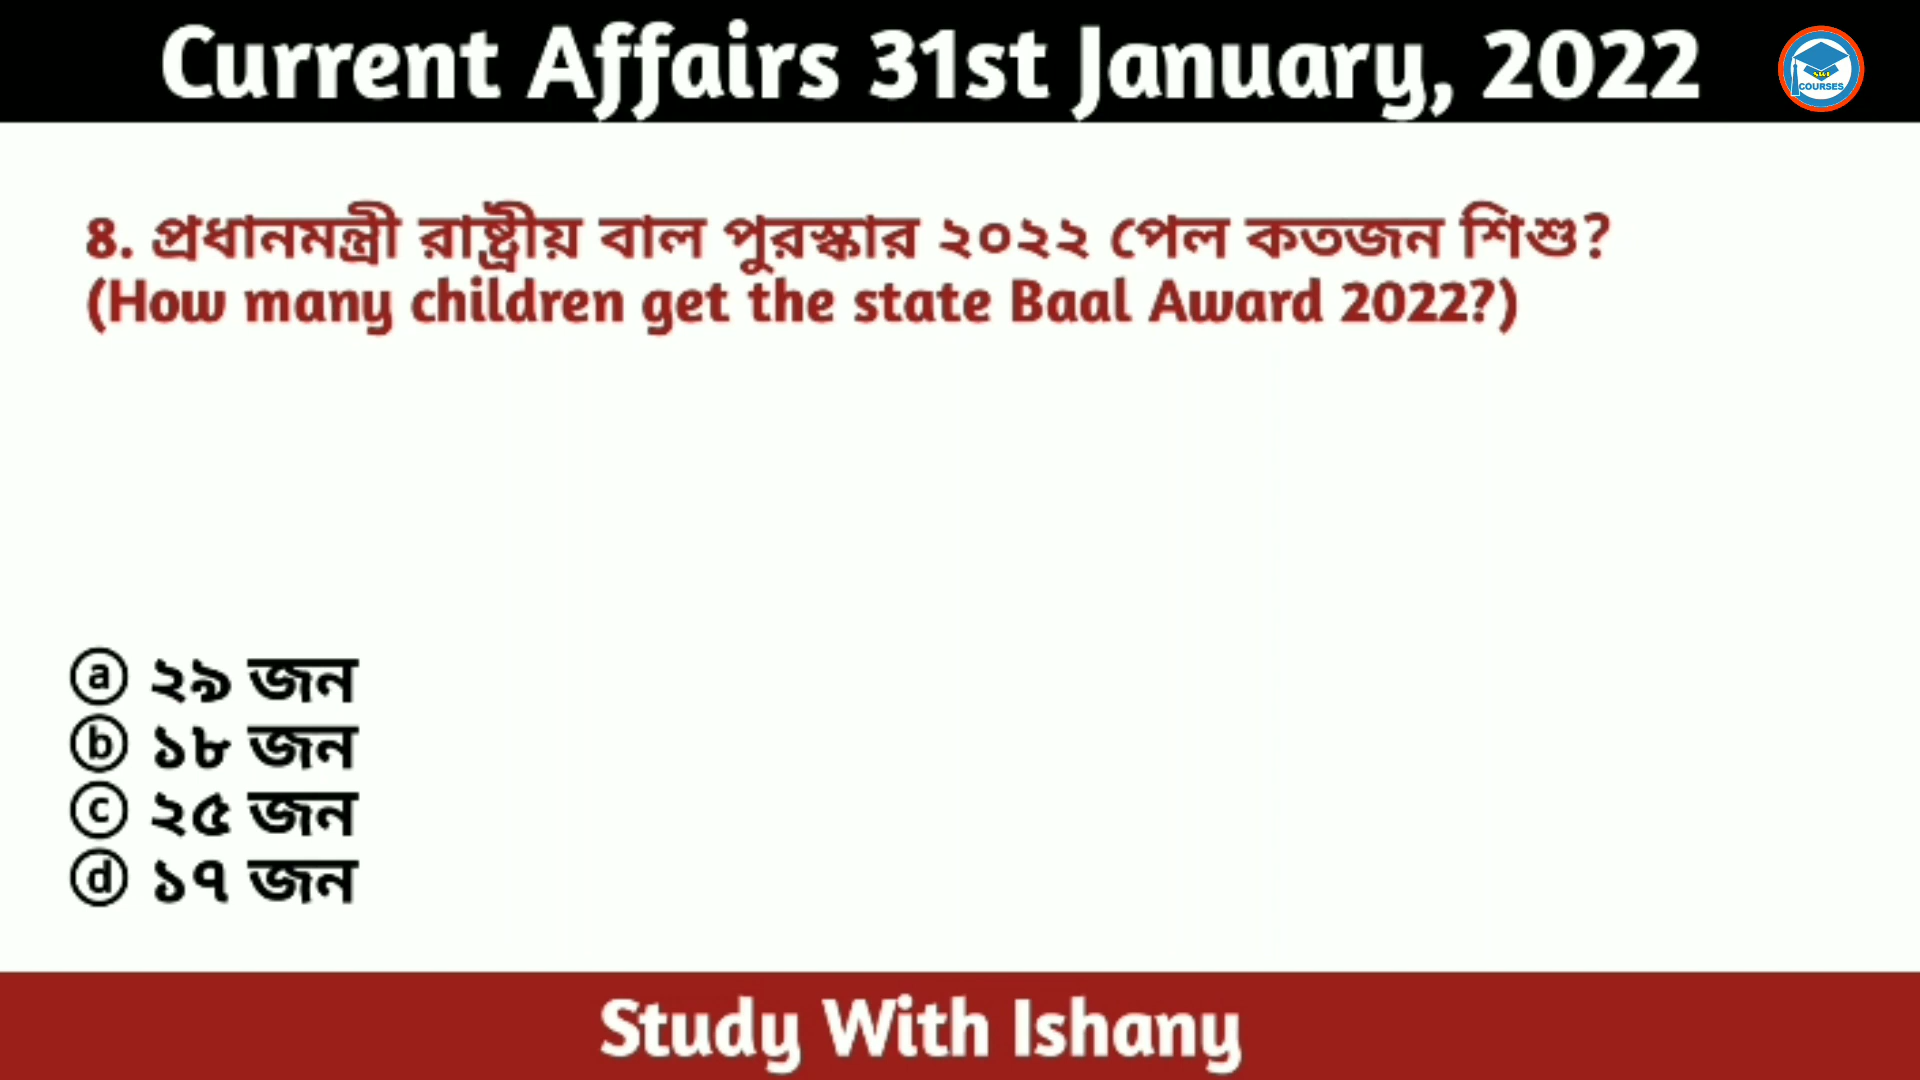 Current Affairs 31st January, 2022
COURSES
8. প্রধানমন্ত্রী রাষ্ট্রীয় বাল পুরস্কার ২০২২ পেল কতজন শিশু?
(How many children get the state Baal Award 2022?)
ⓐ ২৯ জন
ⓑ ১৮ জন
ⓒ ২৫ জন
ⓓ ১৭ জন
Study With Ishany